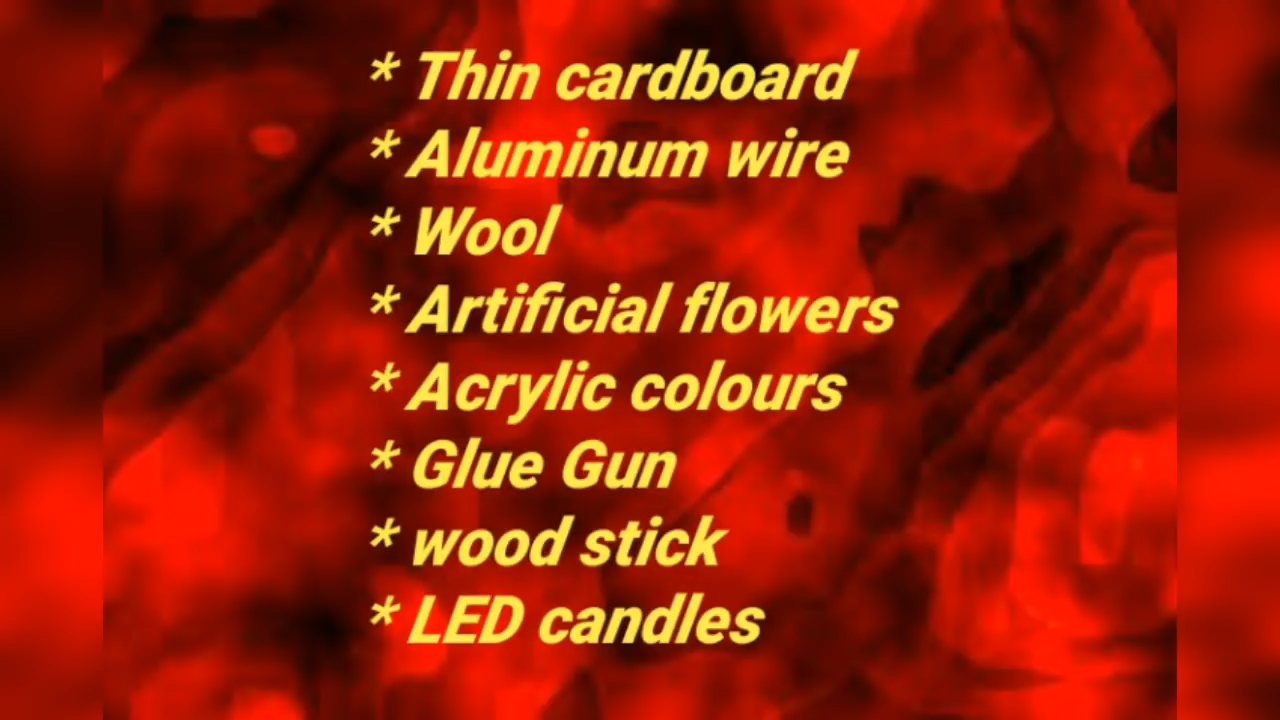 * Thin cardboard
* Aluminum wire
* Wool
* Artificial flowers
* Acrylic colours
* Glue Gun
* wood stick
* LED candles